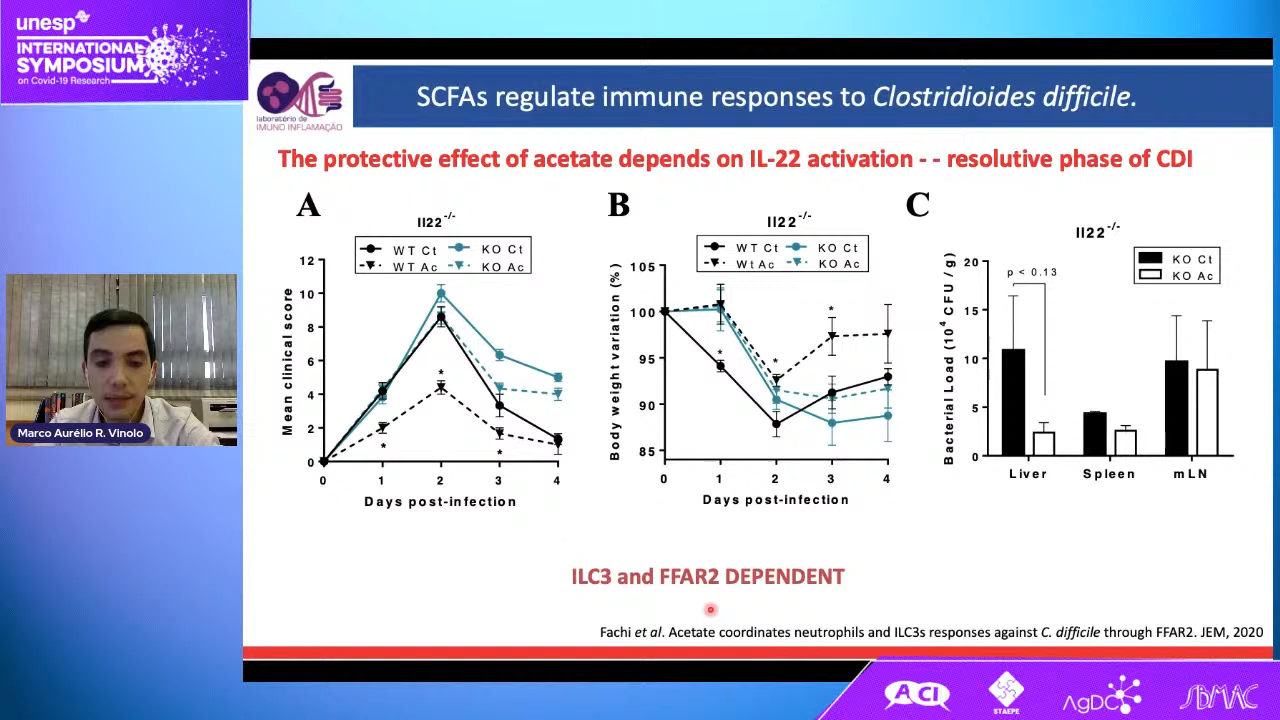 unesp
INTERNATIONAL
SYMPOSIUM
on Covid-19 Research
laboratório de
IMUNO INFLAMAÇÃO
SCFAs regulate immune responses to Clostridioides difficile.
The protective effect of acetate depends on IL-22 activation - - resolutive phase of CDI
A
Il22-/-
WT Ct
KO Ct
WT Ac
KO Ac
Mean clinical score
12
10
8
6
4
2
0
*
*
*
0 1 2 3 4
Days post-infection
B
Il22-/-
WT Ct
KO Ct
Wt Ac
KO Ac
Body weight variation (%)
105
100
95
90
85
*
*
*
0 1 2 3 4
Days post-infection
C
Il22-/-
KO Ct
KO Ac
p < 0.13
Bacterial Load (10^4 CFU / g)
20
15
10
5
0
Liver Spleen mLN
Marco Aurélio R. Vinolo
ILC3 and FFAR2 DEPENDENT
Fachi et al. Acetate coordinates neutrophils and ILC3s responses against C. difficile through FFAR2. JEM, 2020
ACI
STAEPE
AgDC
SBMAC